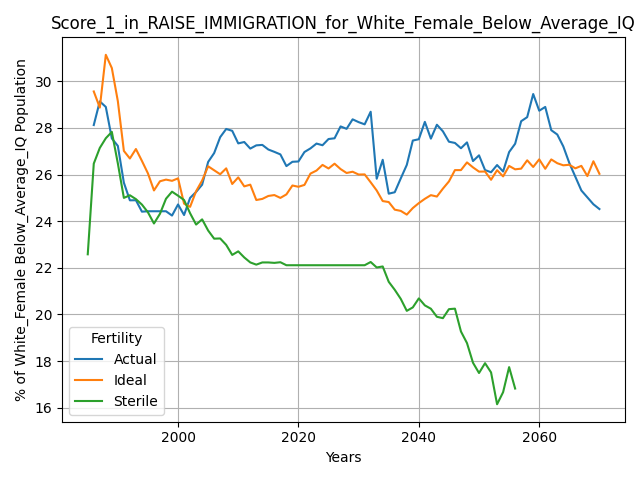 Score_1_in_RAISE_IMMIGRATION_for_White_Female_Below_Average_IQ
% of White_Female Below_Average_IQ Population
30
28
26
24
22
20
18
16
Fertility
Actual
Ideal
Sterile
2000
2020
2040
2060
Years